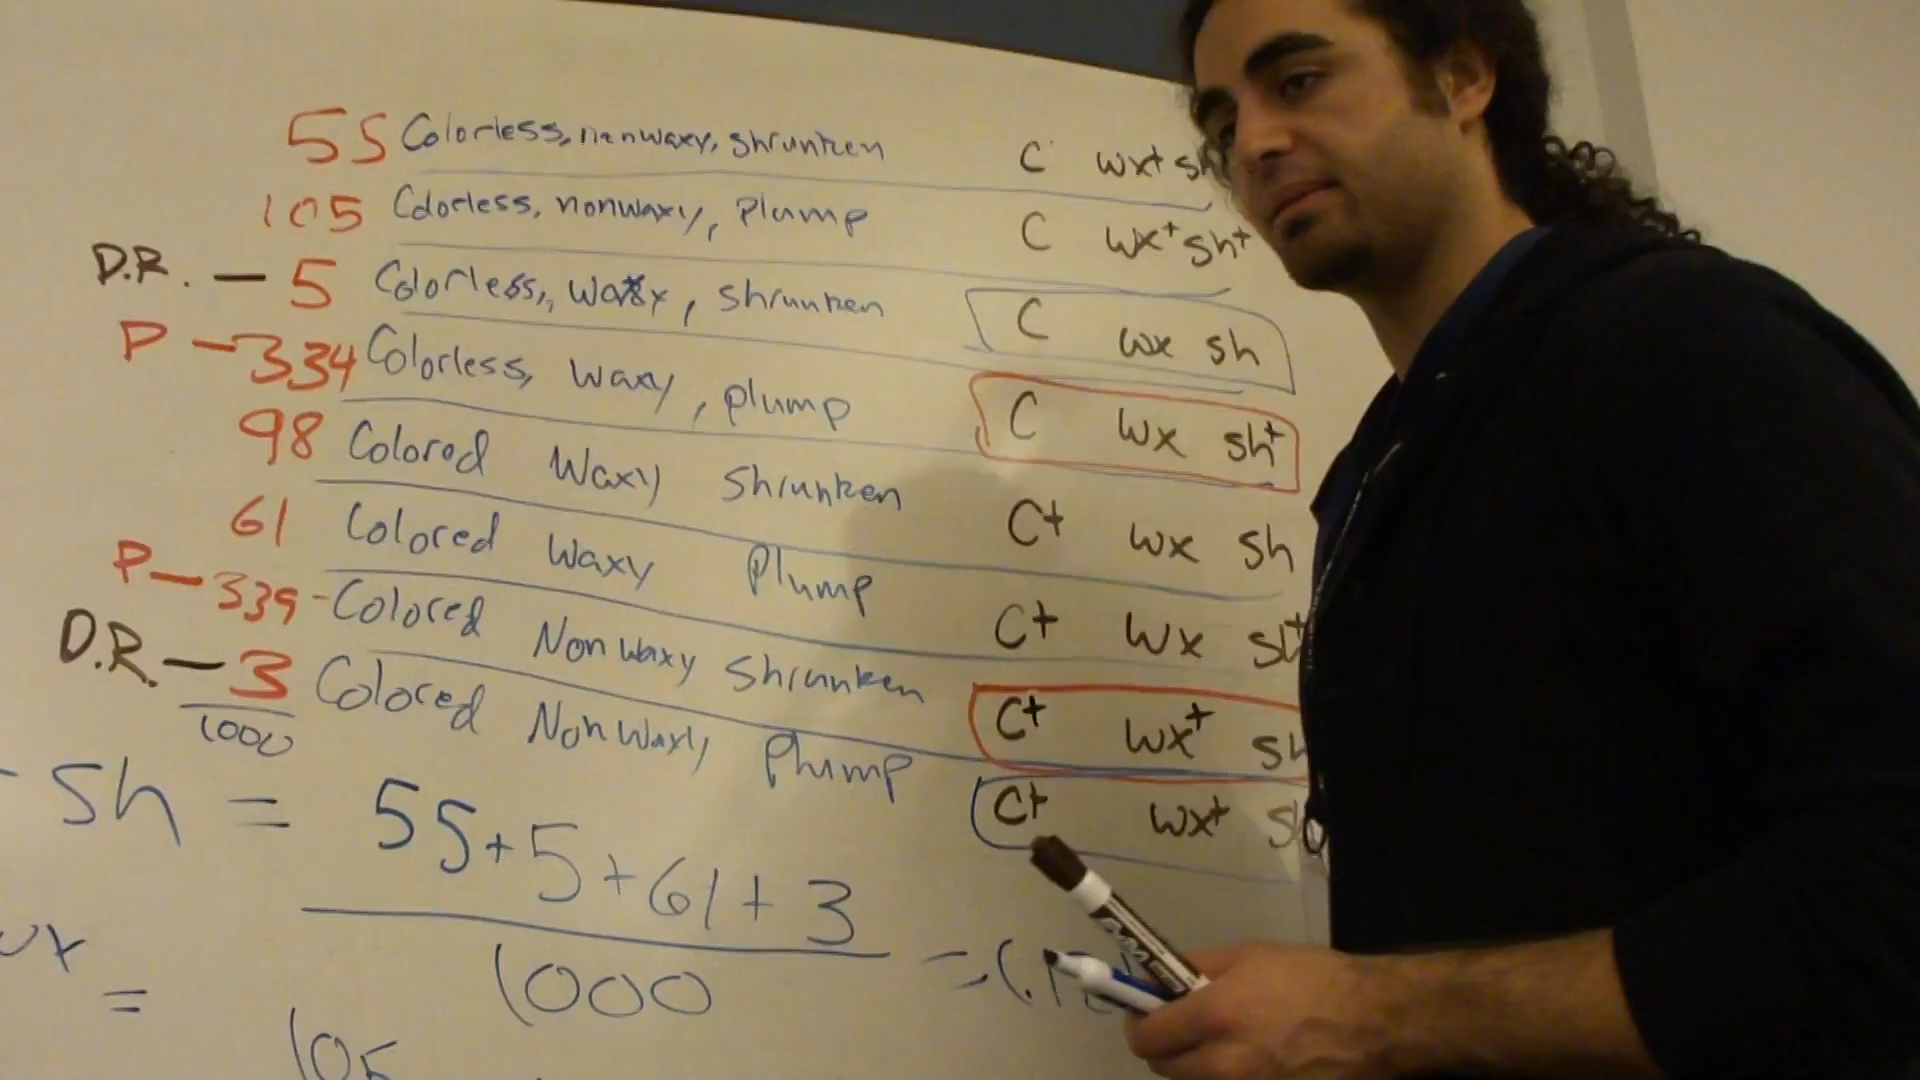 55 Colorless, nonwaxy, shrunken C wx+ sh
105 Colorless, nonwaxy, plump C wx+ sh+
D.R. — 5 Colorless, waxy, shrunken C wx sh
P — 334 Colorless, waxy, plump C wx sh+
98 Colored Waxy Shrunken C+ wx sh
61 Colored Waxy Plump C+ wx sh+
P — 339 - Colored Nonwaxy Shrunken C+ wx+ sh
D.R. — 3 Colored Nonwaxy Plump C+ wx+
1000
- Sh = 55+5+61+3
1000 =
=
105